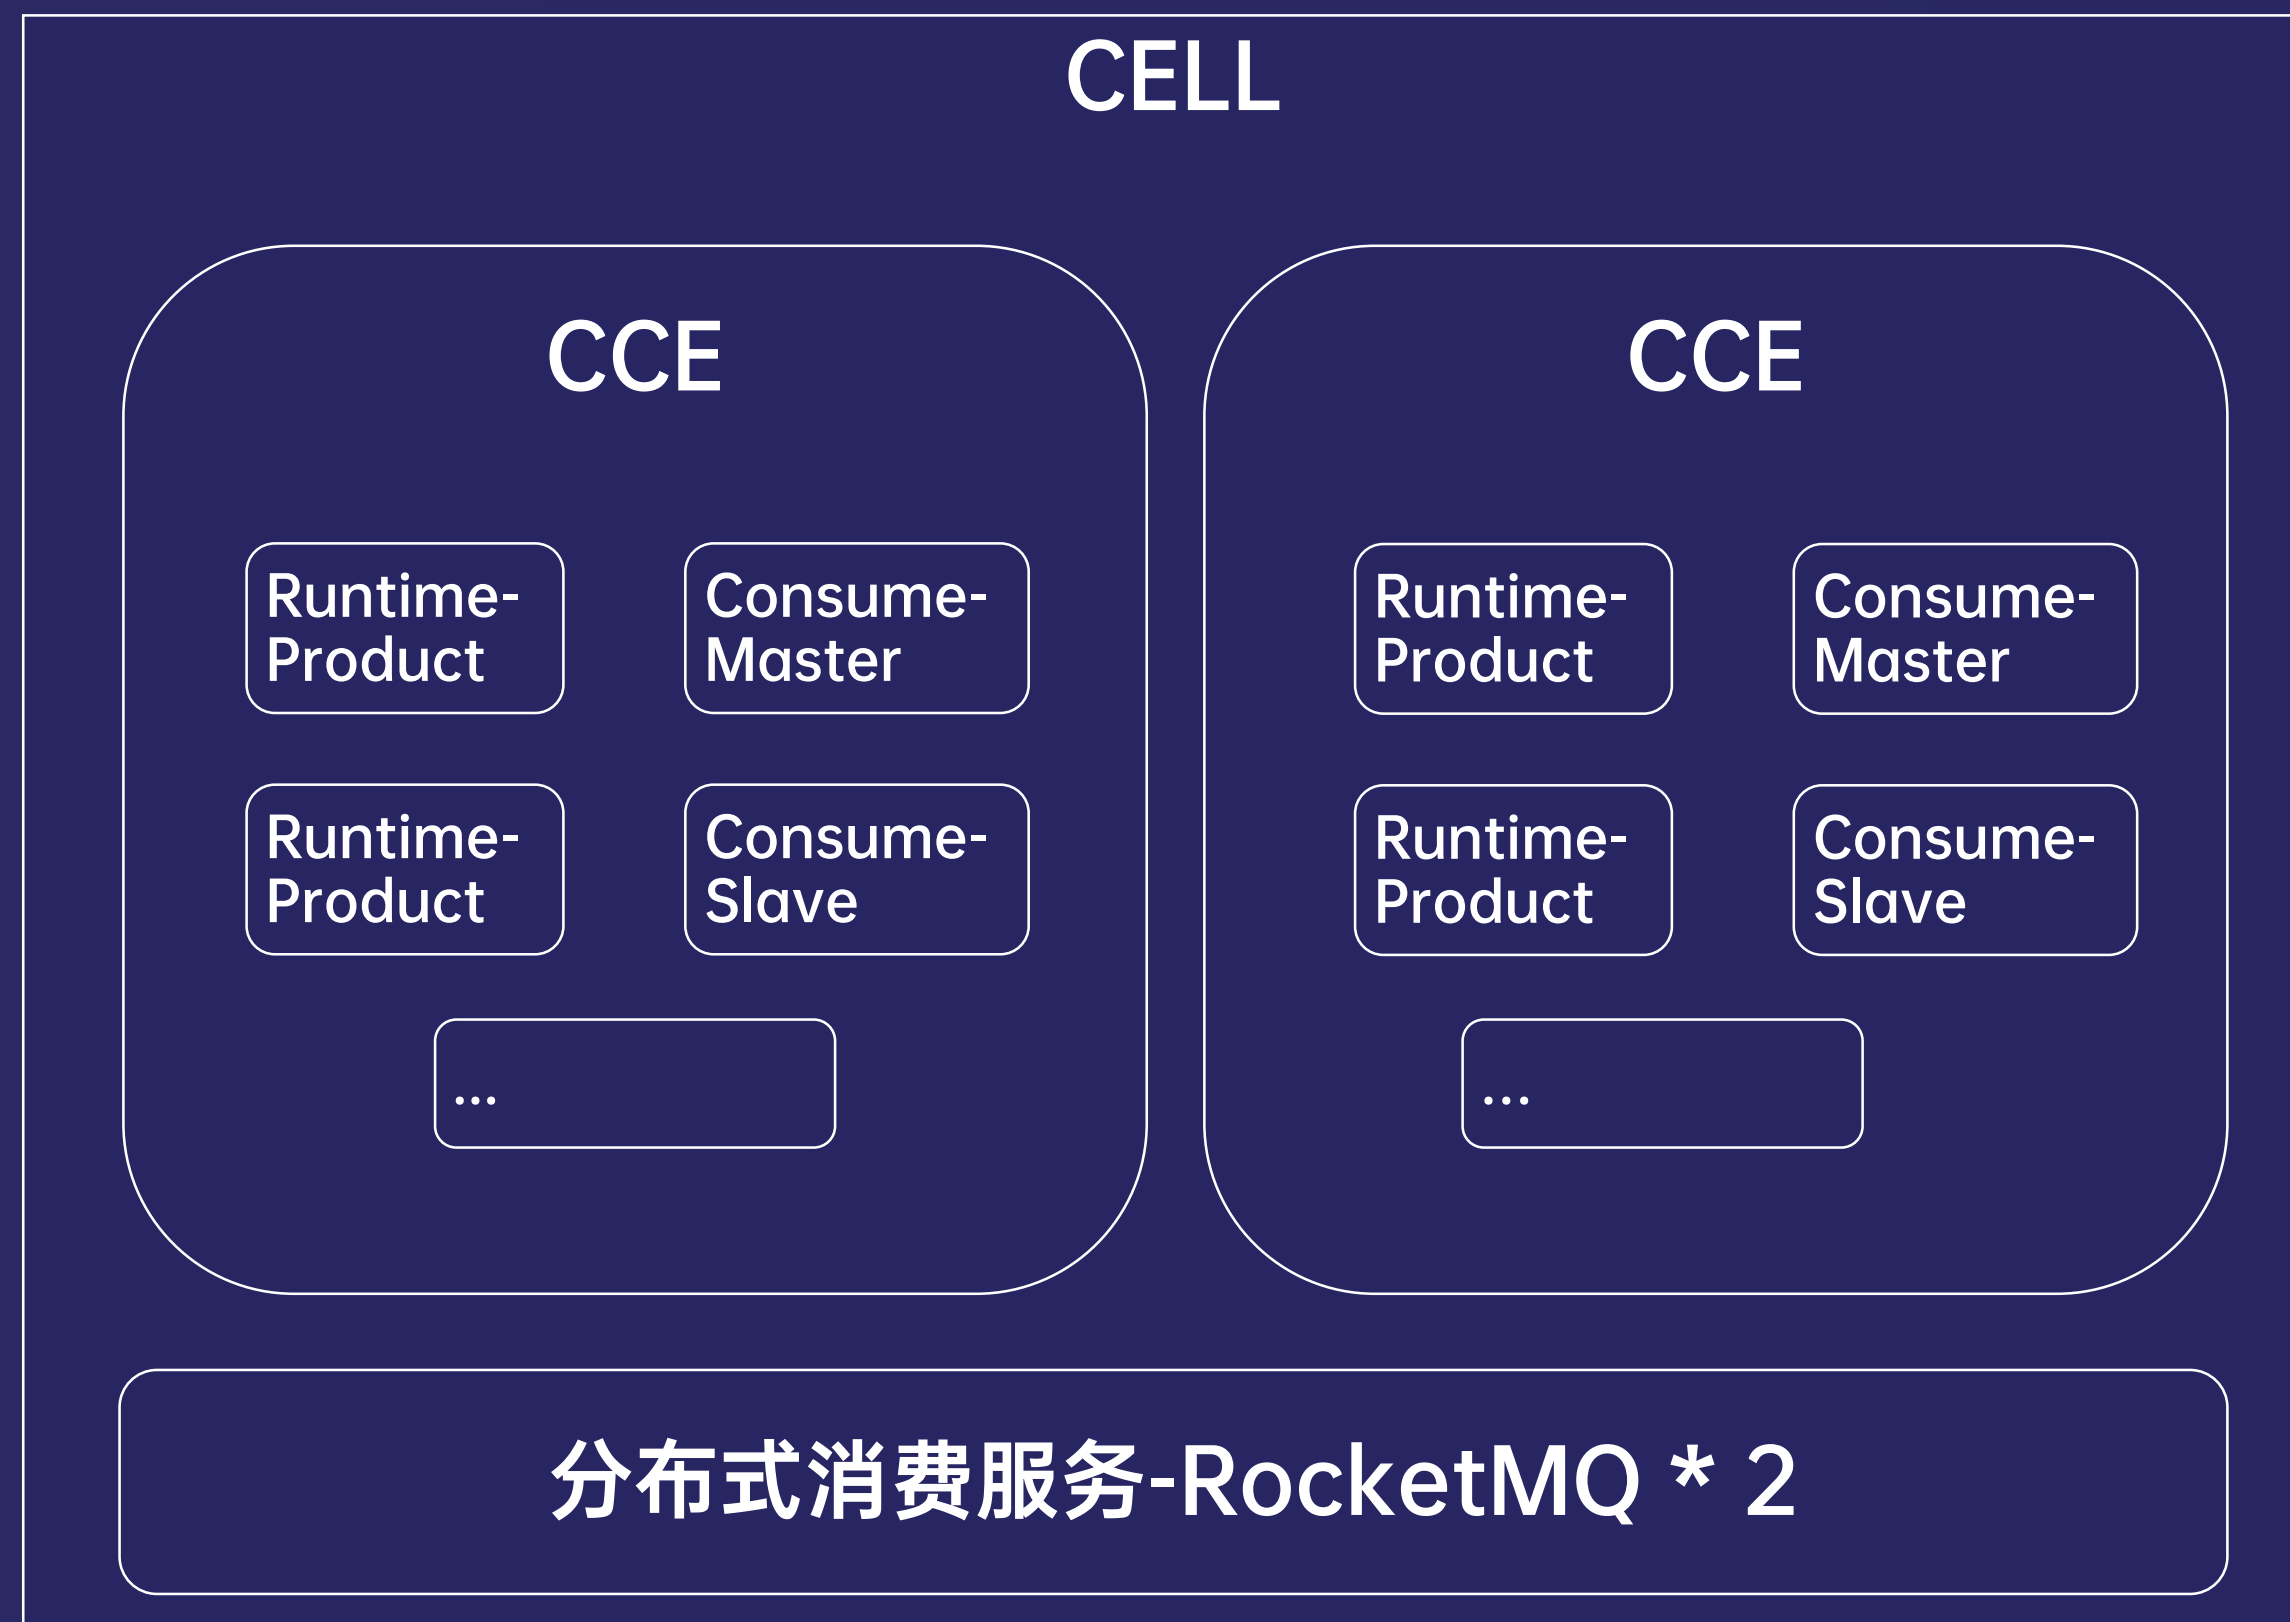 CELL
CCE
Runtime-
Product
Consume-
Master
Runtime-
Product
Consume-
Slave
...
CCE
Runtime-
Product
Consume-
Master
Runtime-
Product
Consume-
Slave
...
分布式消费服务-RocketMQ * 2